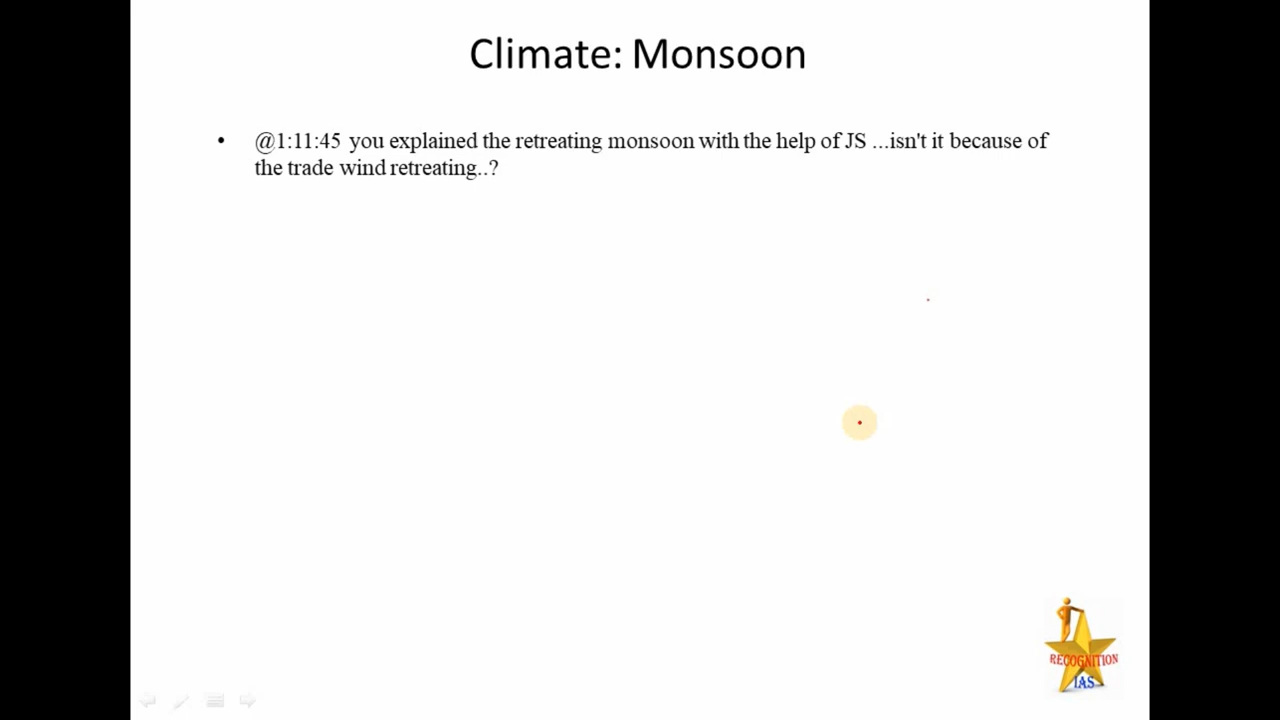 Climate: Monsoon
• @1:11:45 you explained the retreating monsoon with the help of JS ...isn't it because of
the trade wind retreating..?
RECOGNITION
IAS